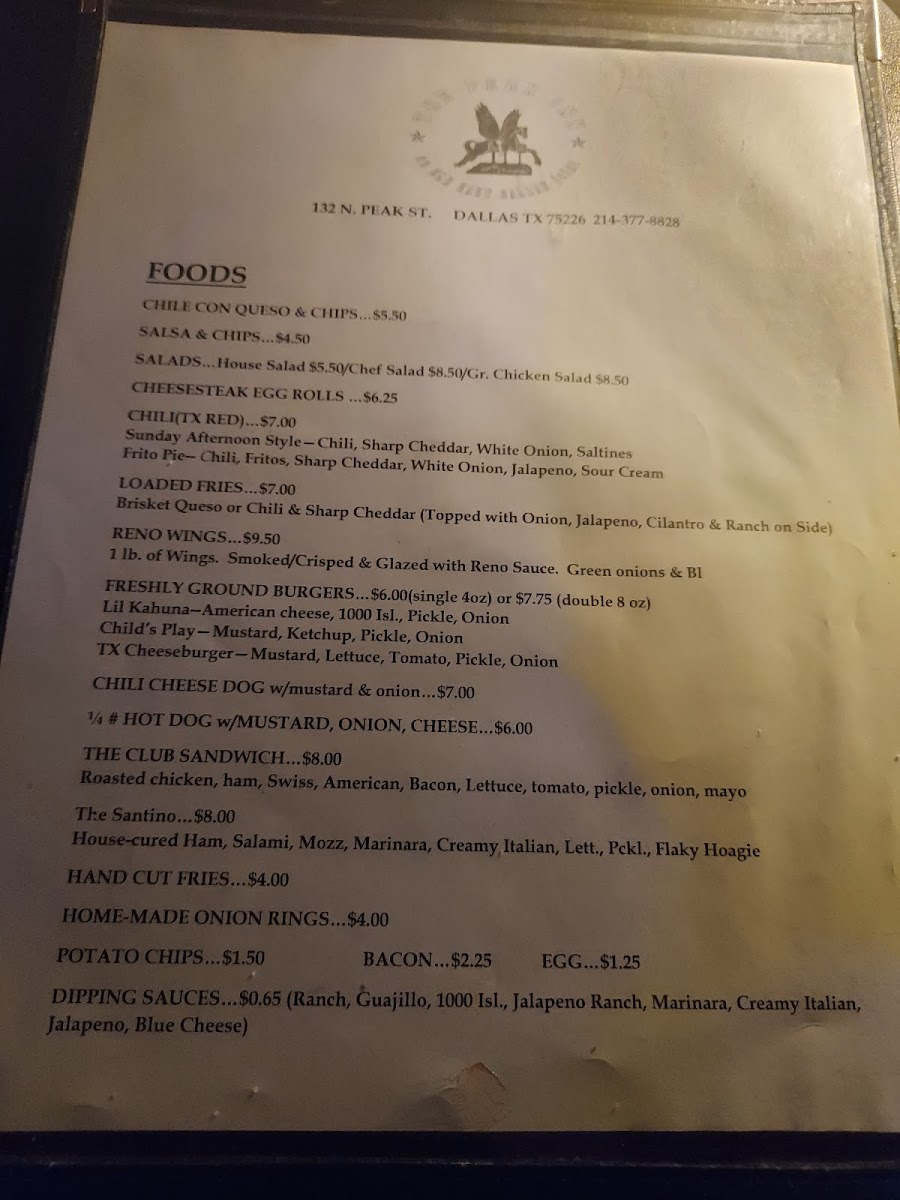 132 N. PEAK ST. DALLAS TX 75226 214-377-8828
FOODS
CHILE CON QUESO & CHIPS...$5.50
SALSA & CHIPS...$4.50
SALADS...House Salad $5.50/Chef Salad $8.50/Gr. Chicken Salad $8.50
CHEESESTEAK EGG ROLLS ...$6.25
CHILI(TX RED)...$7.00
Sunday Afternoon Style—Chili, Sharp Cheddar, White Onion, Saltines
Frito Pie— Chili, Fritos, Sharp Cheddar, White Onion, Jalapeno, Sour Cream
LOADED FRIES...$7.00
Brisket Queso or Chili & Sharp Cheddar (Topped with Onion, Jalapeno, Cilantro & Ranch on Side)
RENO WINGS...$9.50
1 lb. of Wings. Smoked/Crisped & Glazed with Reno Sauce. Green onions & Bl
FRESHLY GROUND BURGERS...$6.00(single 4oz) or $7.75 (double 8 oz)
Lil Kahuna—American cheese, 1000 Isl., Pickle, Onion
Child's Play—Mustard, Ketchup, Pickle, Onion
TX Cheeseburger—Mustard, Lettuce, Tomato, Pickle, Onion
CHILI CHEESE DOG w/mustard & onion...$7.00
¼ # HOT DOG w/MUSTARD, ONION, CHEESE...$6.00
THE CLUB SANDWICH...$8.00
Roasted chicken, ham, Swiss, American, Bacon, Lettuce, tomato, pickle, onion, mayo
The Santino...$8.00
House-cured Ham, Salami, Mozz, Marinara, Creamy Italian, Lett., Pckl., Flaky Hoagie
HAND CUT FRIES...$4.00
HOME-MADE ONION RINGS...$4.00
POTATO CHIPS...$1.50 BACON...$2.25 EGG...$1.25
DIPPING SAUCES...$0.65 (Ranch, Guajillo, 1000 Isl., Jalapeno Ranch, Marinara, Creamy Italian,
Jalapeno, Blue Cheese)